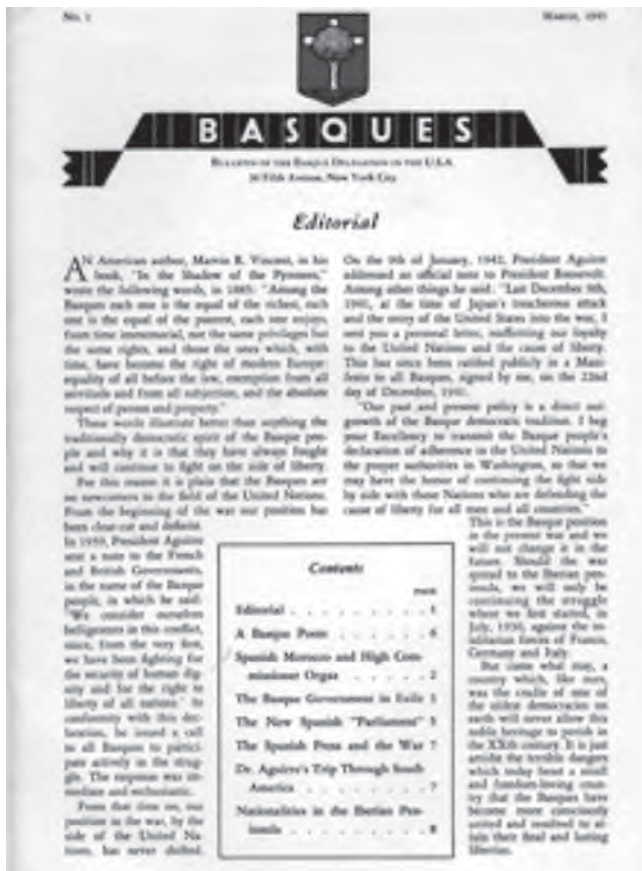 No. 1
March, 1943
BASQUES
Bulletin of the Basque Delegation in the U.S.A.
30 Fifth Avenue, New York City
Editorial
AN American author, Marvin R. Vincent, in his
book, "In the Shadow of the Pyrenees,"
wrote the following words, in 1885: "Among the
Basques each one is the equal of the richest, each
one is the equal of the poorest, each one enjoys,
from time immemorial, not the same privileges but
the same rights, and those the ones which, with
time, have become the right of modern Europe:
equality of all before the law, exemption from all
servitude and from all subjection, and the absolute
respect of person and property."
These words illustrate better than anything the
traditionally democratic spirit of the Basque peo-
ple and why it is that they have always fought
and will continue to fight on the side of liberty.
For this reason it is plain that the Basques are
no newcomers to the field of the United Nations.
From the beginning of the war our position has
been clear-cut and definite.
In 1939, President Aguirre
sent a note to the French
and British Governments,
in the name of the Basque
people, in which he said:
"We consider ourselves
belligerents in this conflict,
since, from the very first,
we have been fighting for
the security of human dig-
nity and for the right to
liberty of all nations." In
conformity with this dec-
laration, he issued a call
to all Basques to partici-
pate actively in the strug-
gle. The response was im-
mediate and enthusiastic.
From that time on, our
position in the war, by the
side of the United Na-
tions, has never shifted.
On the 9th of January, 1942, President Aguirre
addressed an official note to President Roosevelt.
Among other things he said: "Last December 9th,
1941, at the time of Japan's treacherous attack
and the entry of the United States into the war, I
sent you a personal letter, reaffirming our loyalty
to the United Nations and the cause of liberty.
This has since been ratified publicly in a Mani-
festo to all Basques, signed by me, on the 22nd
day of December, 1941.
"Our past and present policy is a direct out-
growth of the Basque democratic tradition. I beg
your Excellency to transmit the Basque people's
declaration of adherence to the United Nations to
the proper authorities in Washington, so that we
may have the honor of continuing the fight side
by side with those Nations who are defending the
cause of liberty for all men and all countries."
This is the Basque position
in the present war and we
will not change it in the
future. Should the war
spread to the Iberian pen-
insula, we will only be
continuing the struggle
where we first started, in
July, 1936, against the to-
talitarian forces of Franco,
Germany and Italy.
But come what may, a
country which, like ours,
was the cradle of one of
the oldest democracies on
earth will never allow this
noble heritage to perish in
the XXth century. It is just
amidst the terrible dangers
which today beset a small
and freedom-loving coun-
try that the Basques have
become more consciously
united and resolved to at-
tain their final and lasting
liberties.
Contents
PAGE
Editorial . . . . . . . . . 1
A Basque Poem . . . . . . 6
Spanish Morocco and High Com-
missioner Orgaz . . . . . 2
The Basque Government in Exile 3
The New Spanish "Parliament" 5
The Spanish Press and the War 7
Dr. Aguirre's Trip Through South
America . . . . . . . . 7
Nationalities in the Iberian Pen-
insula . . . . . . . . . 8